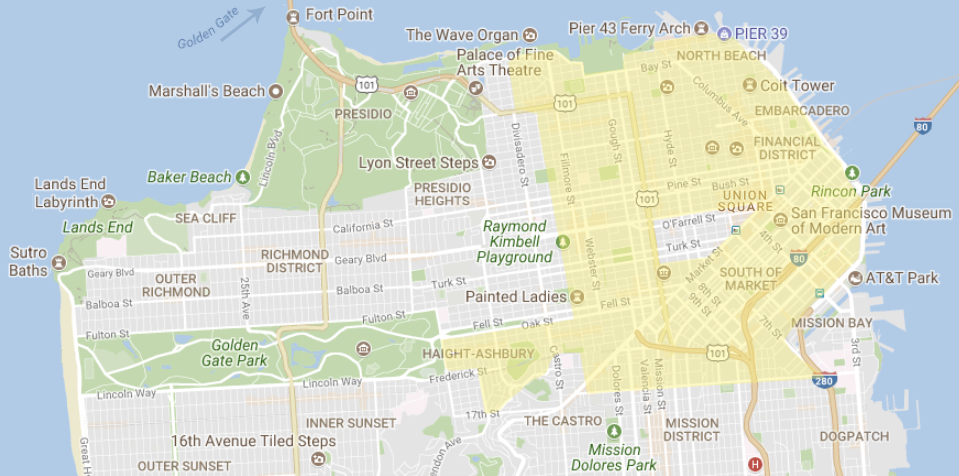 Golden Gate
Fort Point
The Wave Organ
Pier 43 Ferry Arch
PIER 39
Palace of Fine
Arts Theatre
NORTH BEACH
Bay St
101
Marshall's Beach
101
Columbus Ave
Coit Tower
PRESIDIO
EMBARCADERO
80
Lincoln Blvd
Divisadero St
Gough St
Hyde St
FINANCIAL
DISTRICT
Lyon Street Steps
Fillmore St
Baker Beach
PRESIDIO
HEIGHTS
Pine St
Bush St
Rincon Park
Lands End
Labyrinth
UNION
SQUARE
101
SEA CLIFF
Lands End
California St
Raymond
Kimbell
Playground
O'Farrell St
San Francisco Museum
of Modern Art
Sutro
Baths
Geary Blvd
RICHMOND
DISTRICT
Geary Blvd
Webster St
Turk St
4th St
80
OUTER
RICHMOND
25th Ave
Turk St
Market St
SOUTH OF
MARKET
AT&T Park
Balboa St
Balboa St
Painted Ladies
Fell St
8th St
9th St
Fulton St
Fulton St
Fell St
Oak St
7th St
MISSION BAY
Golden
Gate Park
HAIGHT-ASHBURY
Castro St
101
3rd St
Frederick St
Lincoln Way
Lincoln Way
Dolores St
Valencia St
Mission St
280
17th St
INNER SUNSET
THE CASTRO
MISSION
DISTRICT
DOGPATCH
16th Avenue Tiled Steps
Mission
Dolores Park
OUTER SUNSET
H